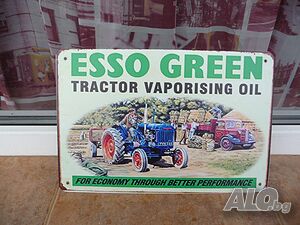 ESSO GREEN
TRACTOR VAPORISING OIL
FOR ECONOMY THROUGH BETTER PERFORMANCE
ALO.bg